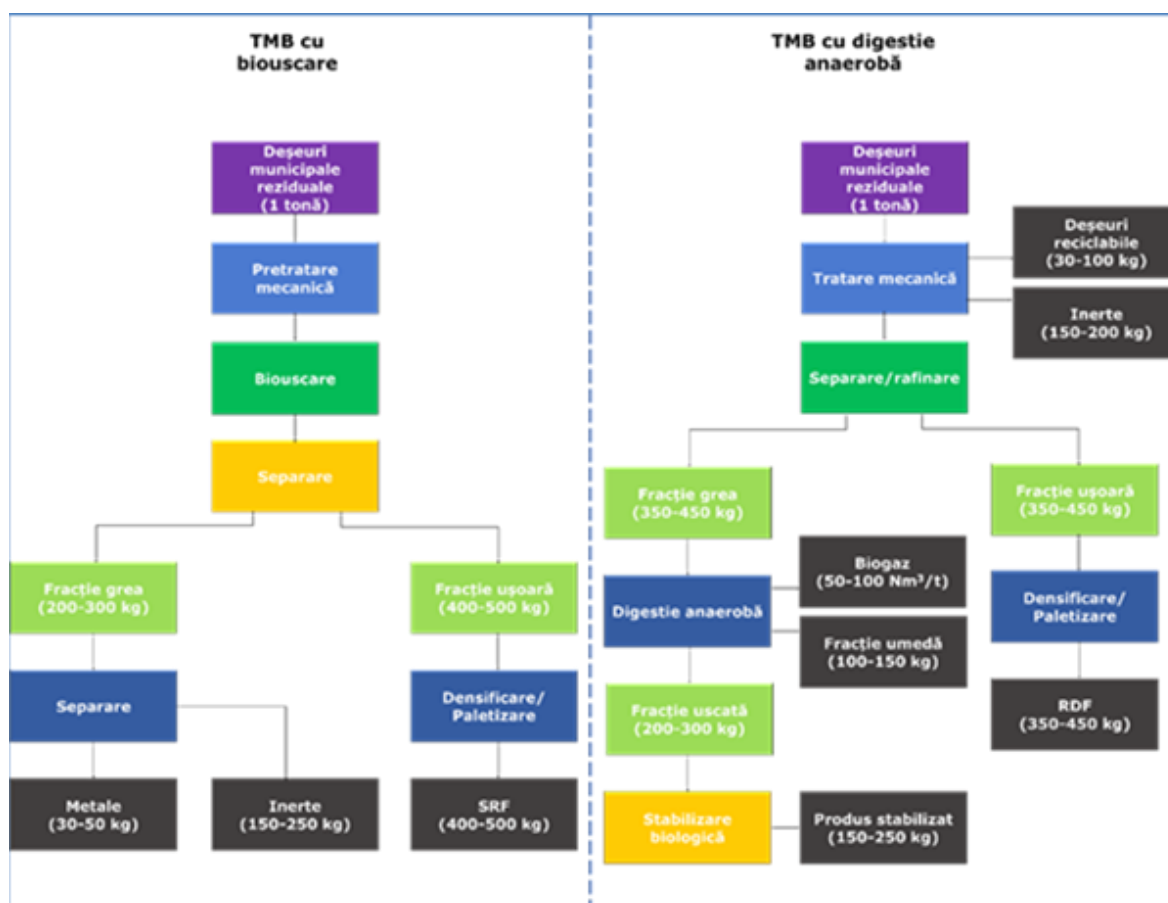 TMB cu
biouscare
Deșeuri
municipale
reziduale
(1 tonă)
Pretratare
mecanică
Biouscare
Separare
Fracție grea
(200-300 kg)
Fracție ușoară
(400-500 kg)
Separare
Densificare/
Paletizare
Metale
(30-50 kg)
Inerte
(150-250 kg)
SRF
(400-500 kg)
TMB cu digestie
anaerobă
Deșeuri
municipale
reziduale
(1 tonă)
Deșeuri
reciclabile
(30-100 kg)
Tratare mecanică
Inerte
(150-200 kg)
Separare/rafinare
Fracție grea
(350-450 kg)
Fracție ușoară
(350-450 kg)
Biogaz
(50-100 Nm³/t)
Digestie anaerobă
Densificare/
Paletizare
Fracție umedă
(100-150 kg)
Fracție uscată
(200-300 kg)
RDF
(350-450 kg)
Stabilizare
biologică
Produs stabilizat
(150-250 kg)